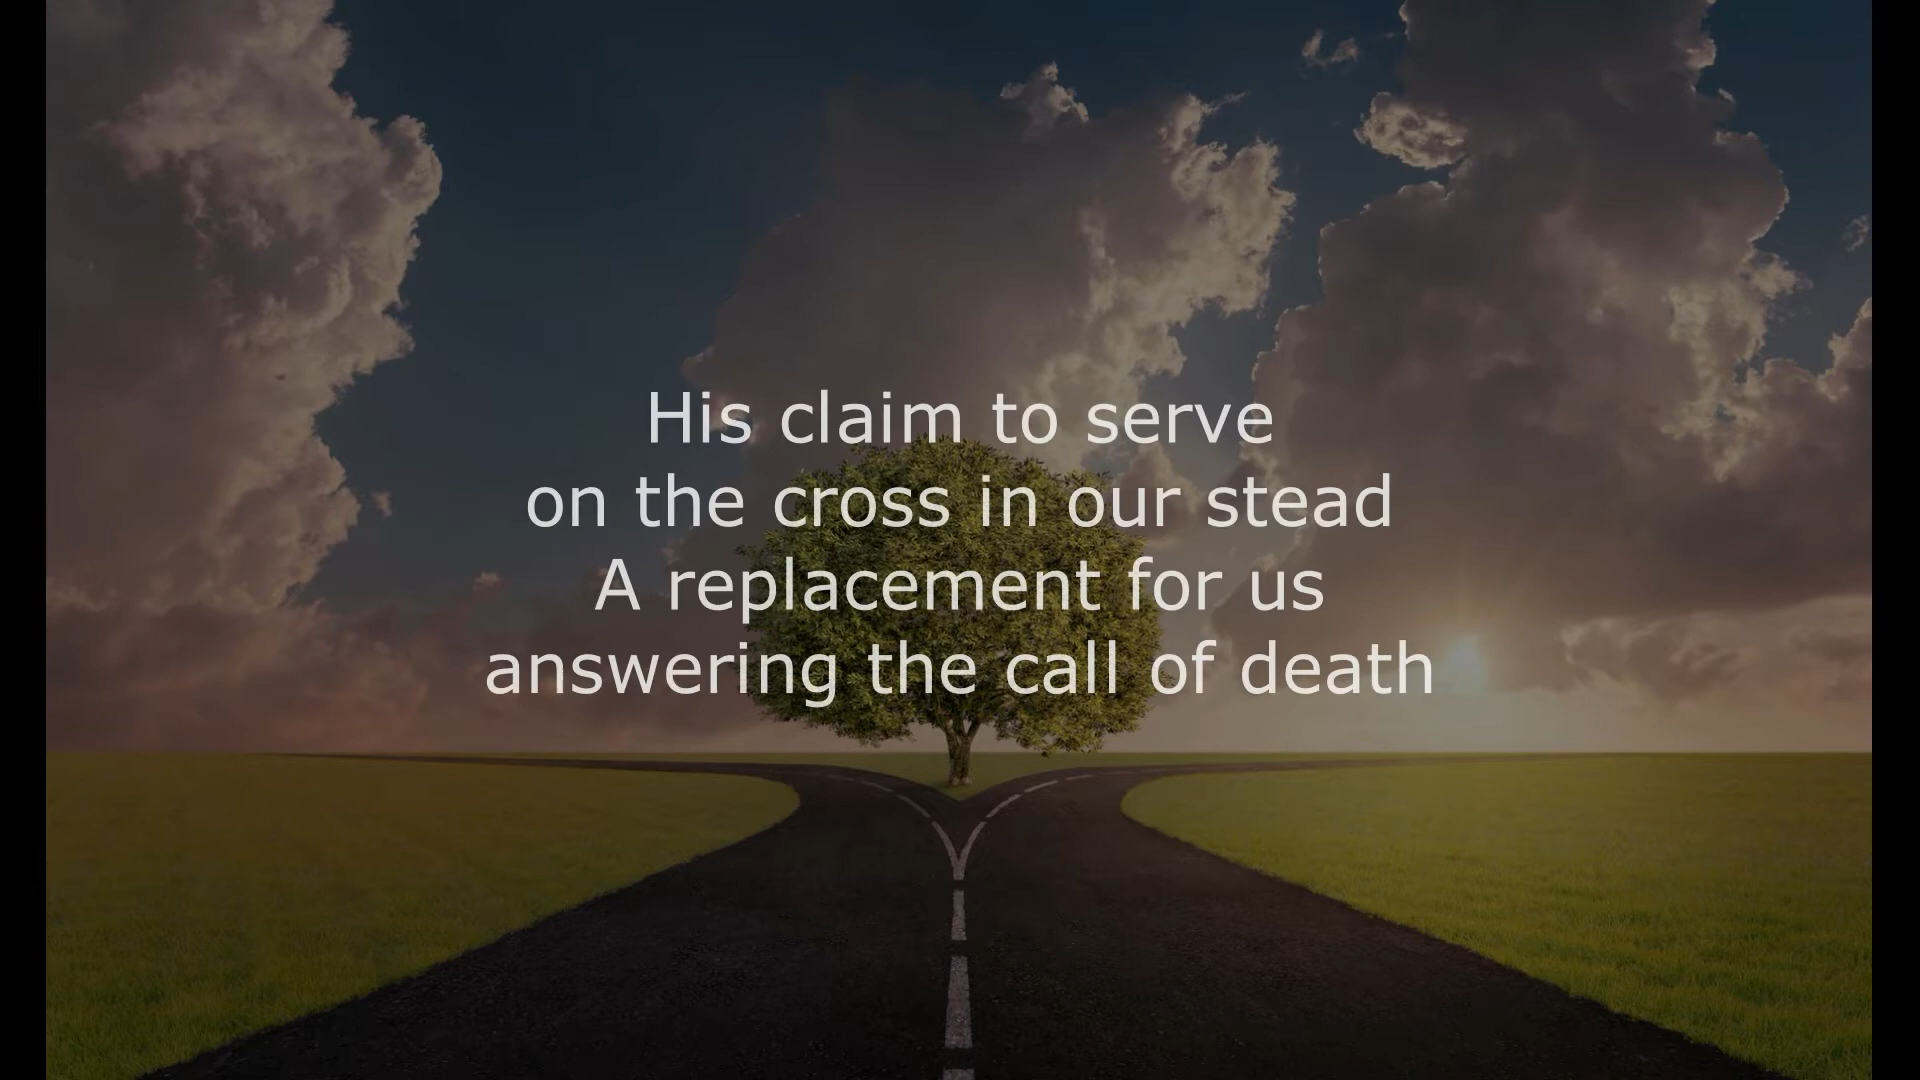 His claim to serve
on the cross in our stead
A replacement for us
answering the call of death